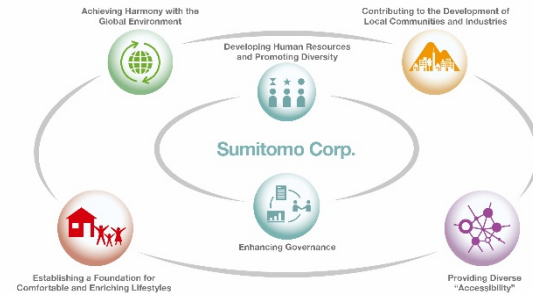 Achieving Harmony with the
Global Environment
Contributing to the Development of
Local Communities and Industries
Developing Human Resources
and Promoting Diversity
Sumitomo Corp.
Enhancing Governance
Establishing a Foundation for
Comfortable and Enriching Lifestyles
Providing Diverse
"Accessibility"